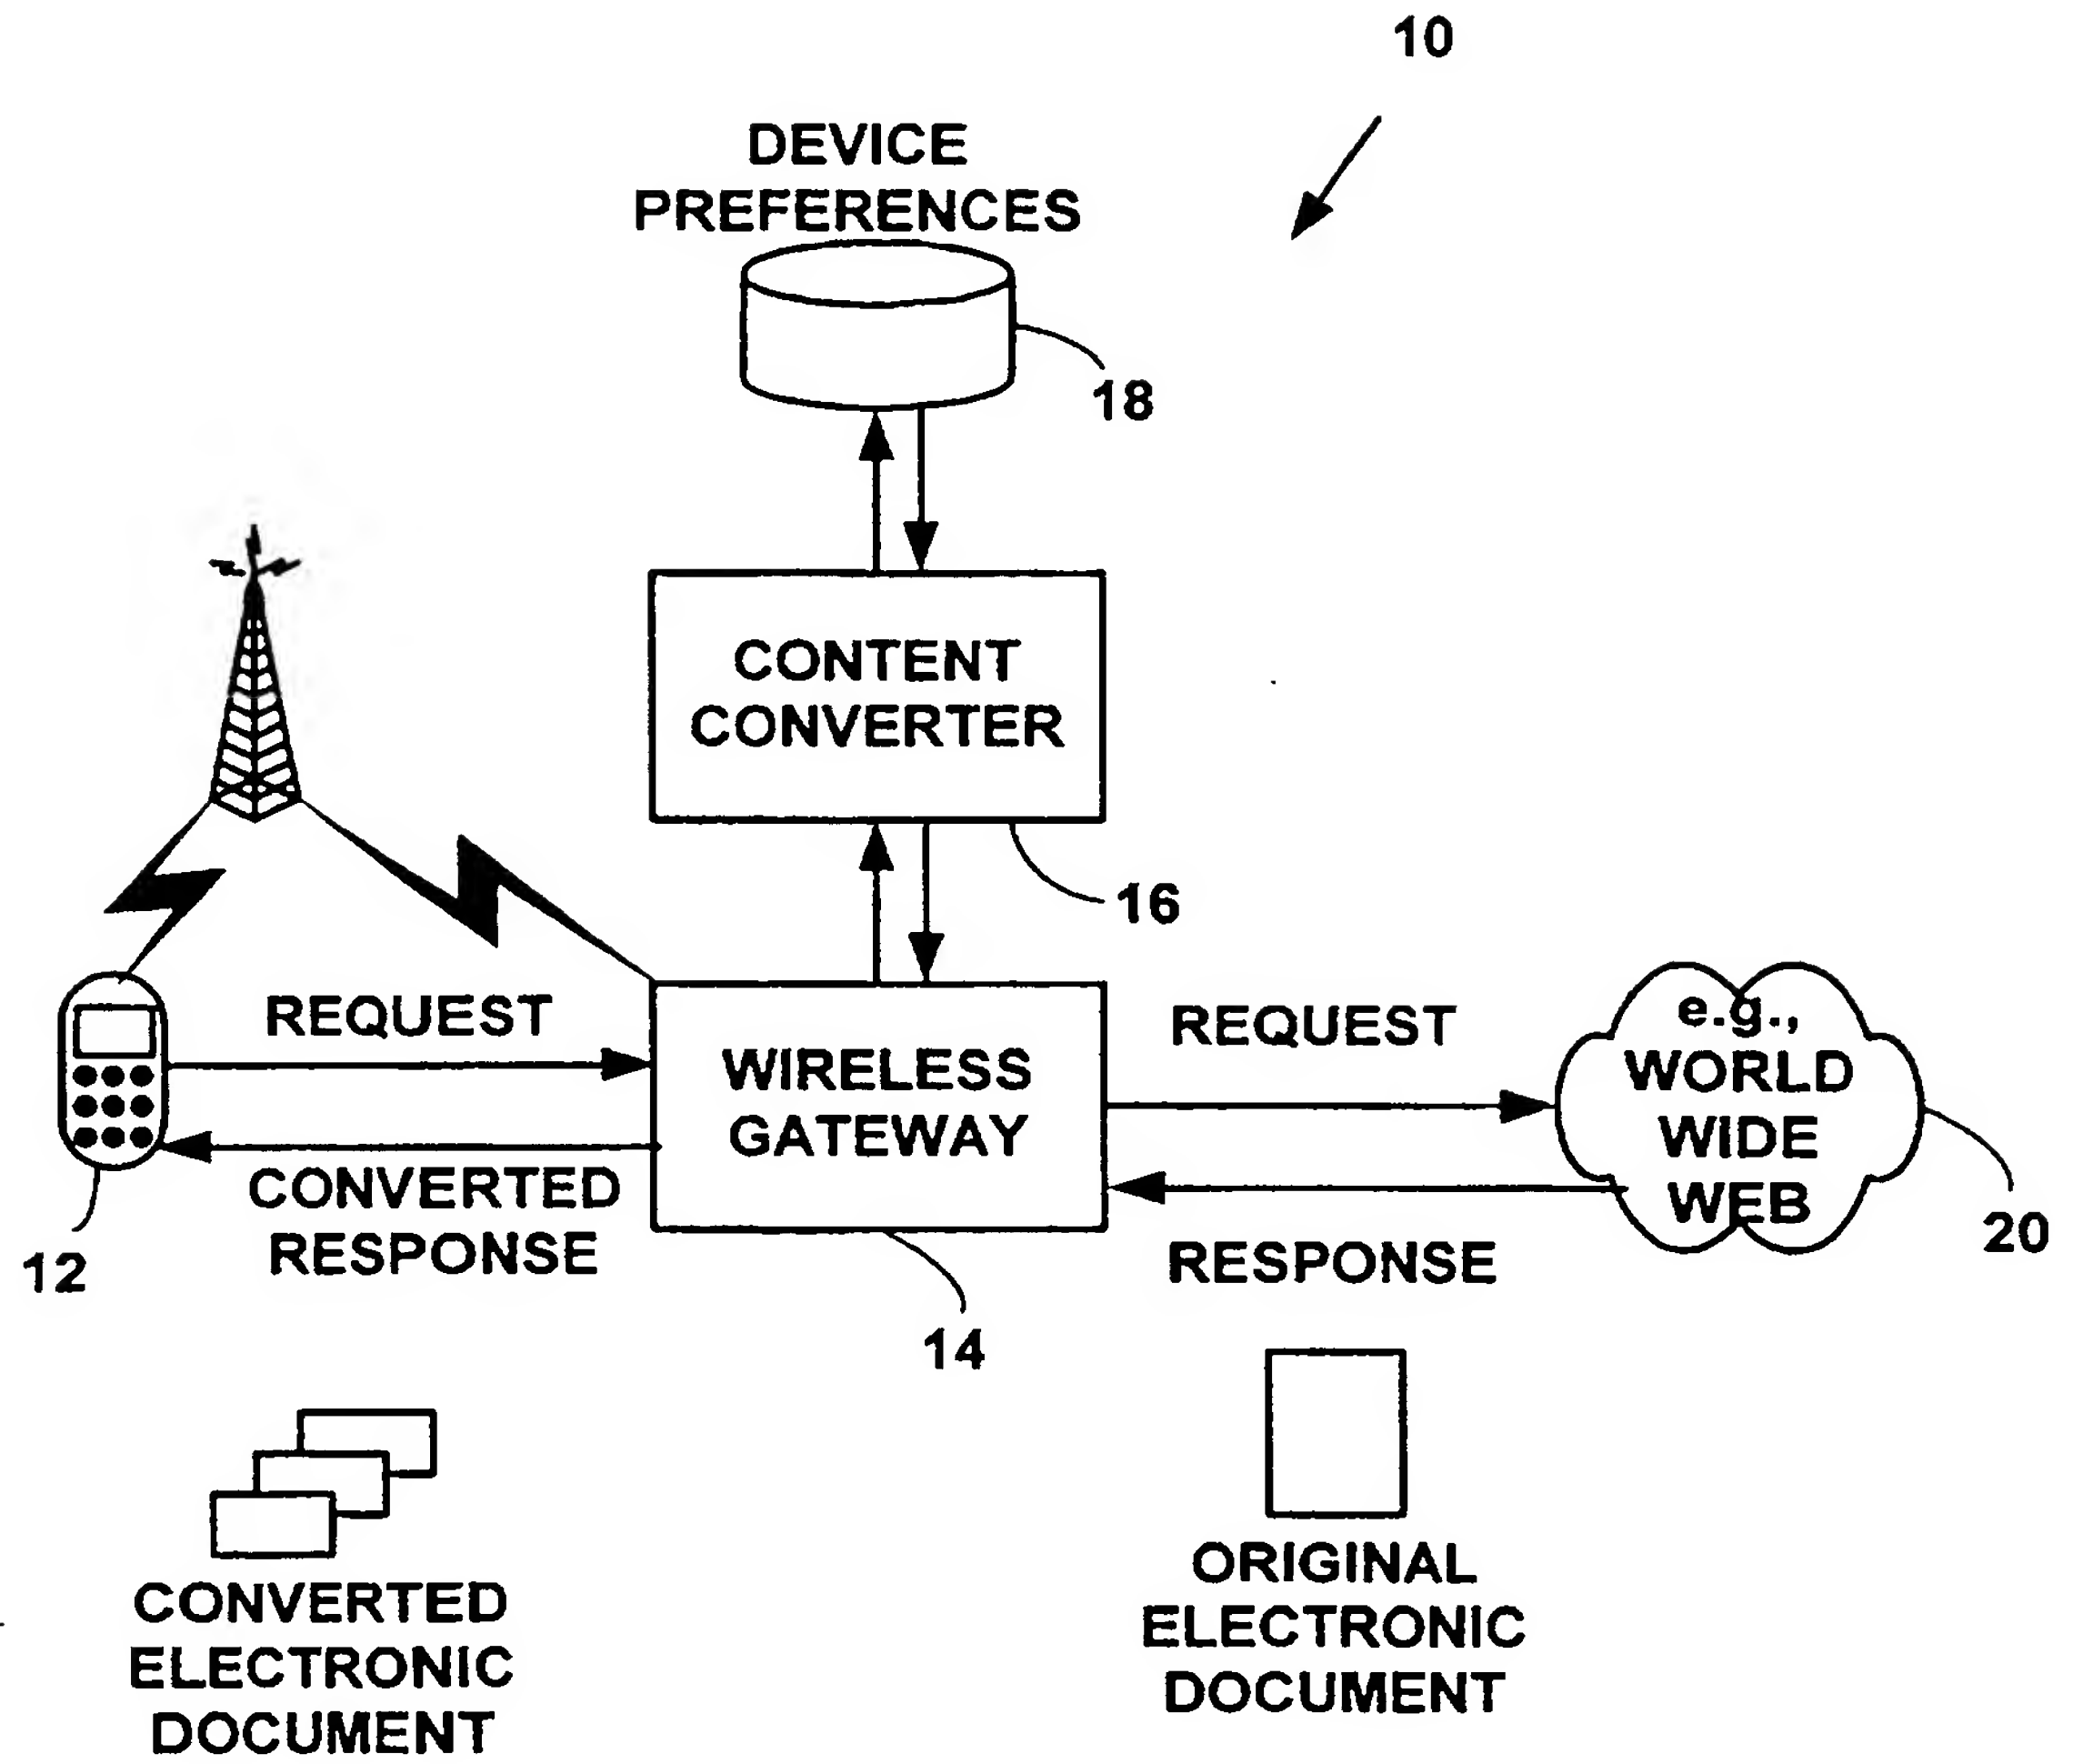 10
DEVICE
PREFERENCES
18
CONTENT
CONVERTER
16
REQUEST
CONVERTED
RESPONSE
12
WIRELESS
GATEWAY
14
REQUEST
RESPONSE
e.g.,
WORLD
WIDE
WEB
20
CONVERTED
ELECTRONIC
DOCUMENT
ORIGINAL
ELECTRONIC
DOCUMENT